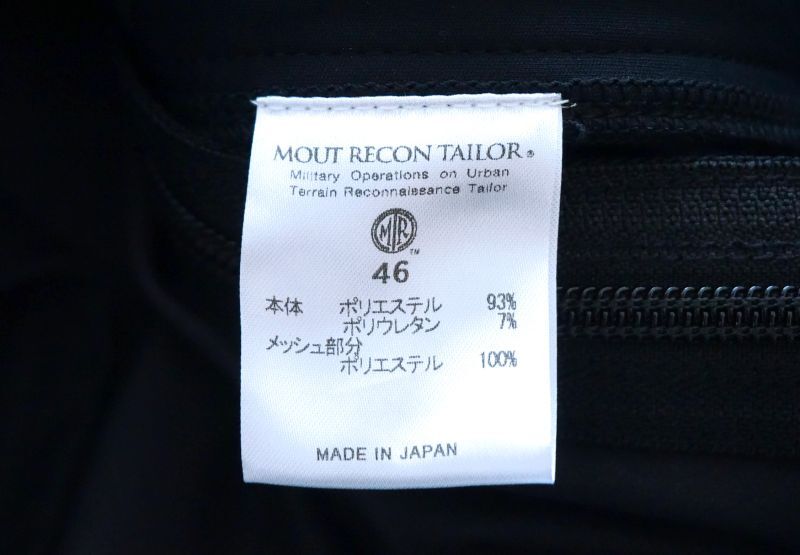 MOUT RECON TAILOR®
Military Operations on Urban
Terrain Reconnaissance Tailor
MTR™
46
本体 ポリエステル 93%
ポリウレタン 7%
メッシュ部分
ポリエステル 100%
MADE IN JAPAN